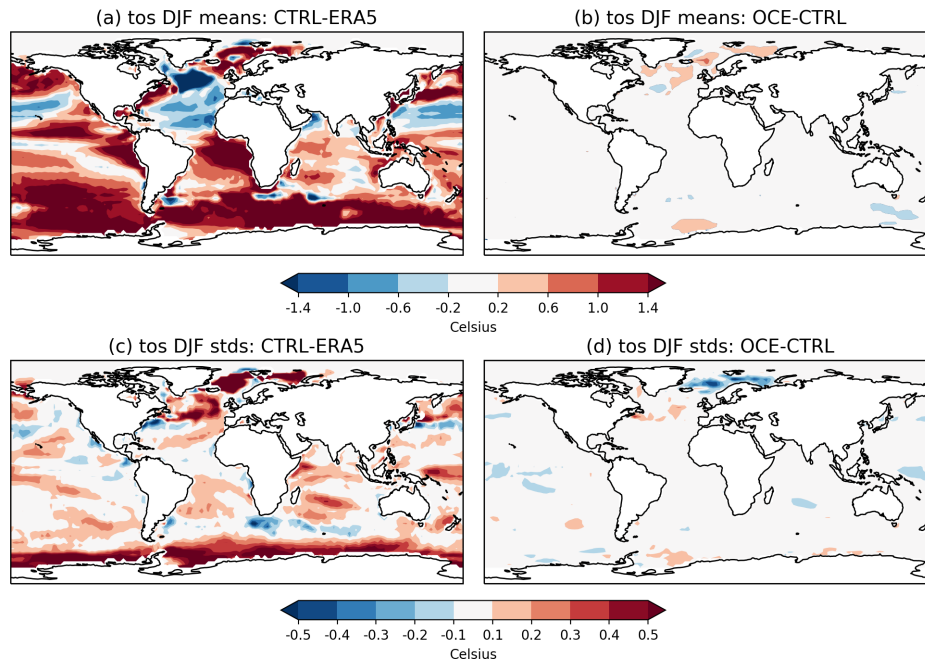 (a) tos DJF means: CTRL-ERA5
(b) tos DJF means: OCE-CTRL
-1.4 -1.0 -0.6 -0.2 0.2 0.6 1.0 1.4
Celsius
(c) tos DJF stds: CTRL-ERA5
(d) tos DJF stds: OCE-CTRL
-0.5 -0.4 -0.3 -0.2 -0.1 0.1 0.2 0.3 0.4 0.5
Celsius